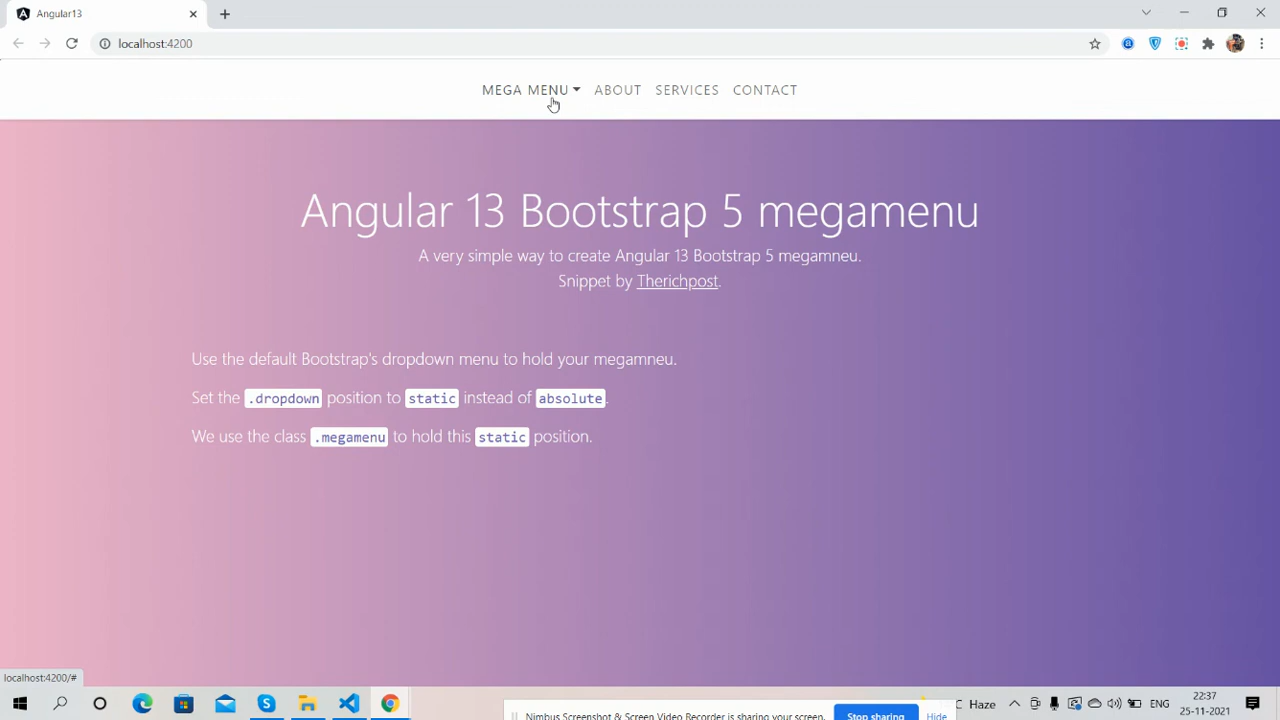 Angular13
localhost:4200
MEGA MENU ABOUT SERVICES CONTACT
Angular 13 Bootstrap 5 megamenu
A very simple way to create Angular 13 Bootstrap 5 megamneu.
Snippet by Therichpost.
Use the default Bootstrap's dropdown menu to hold your megamneu.
Set the .dropdown position to static instead of absolute.
We use the class .megamenu to hold this static position.
localhost:4200/#
Nimbus Screenshot & Screen Video Recorder is sharing your screen. Stop sharing Hide
Haze ENG 22:37
25-11-2021